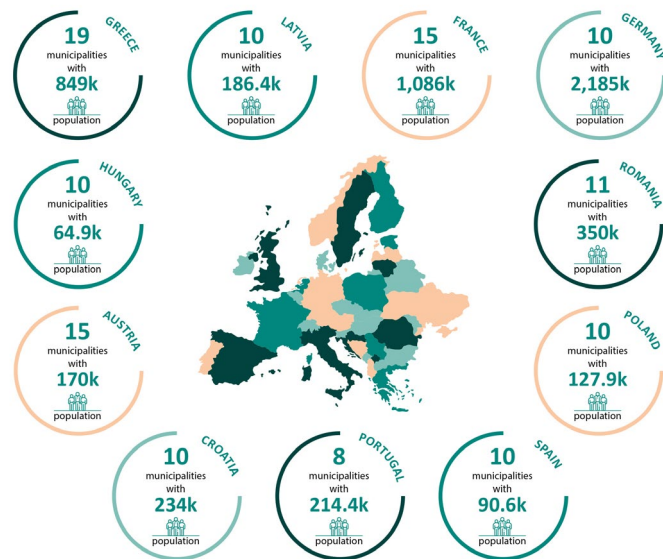 GREECE
19
municipalities
with
849k
population
LATVIA
10
municipalities
with
186.4k
population
FRANCE
15
municipalities
with
1,086k
population
GERMANY
10
municipalities
with
2,185k
population
HUNGARY
10
municipalities
with
64.9k
population
ROMANIA
11
municipalities
with
350k
population
AUSTRIA
15
municipalities
with
170k
population
POLAND
10
municipalities
with
127.9k
population
CROATIA
10
municipalities
with
234k
population
PORTUGAL
8
municipalities
with
214.4k
population
SPAIN
10
municipalities
with
90.6k
population